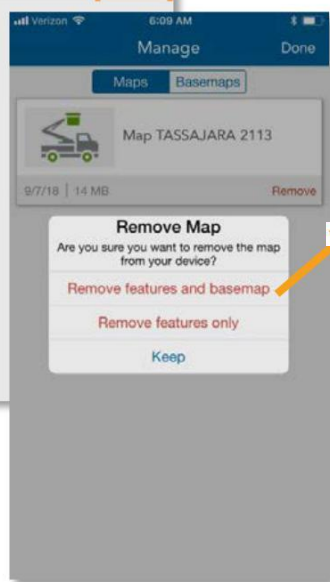 Verizon 6:09 AM
Manage Done
Maps Basemaps
Map TASSAJARA 2113
9/7/18 | 14 MB Remove
Remove Map
Are you sure you want to remove the map
from your device?
Remove features and basemap
Remove features only
Keep